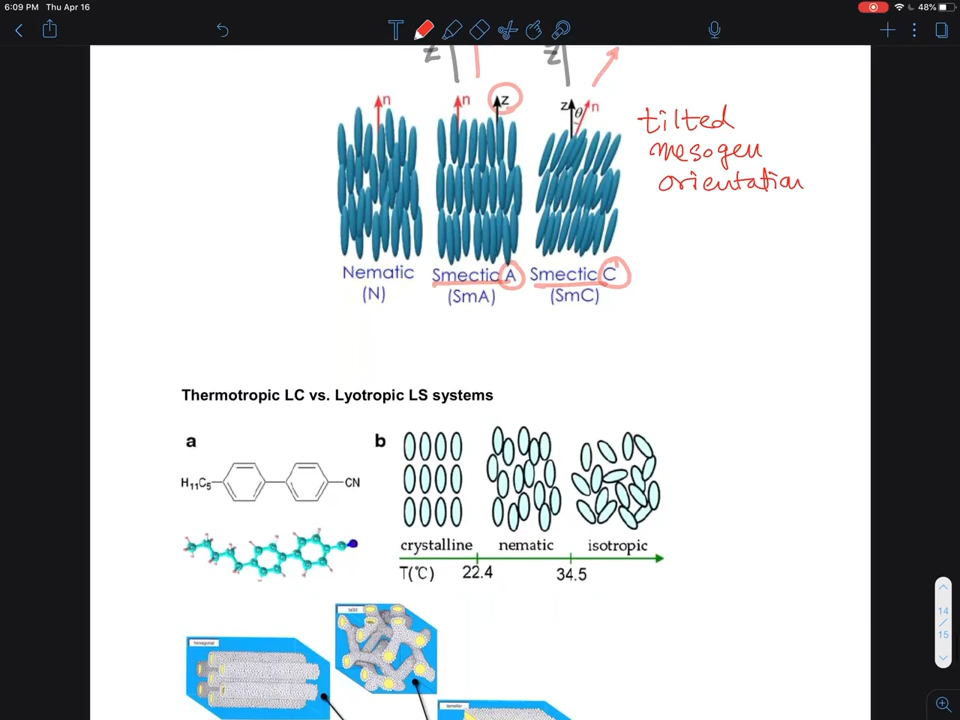 6:09 PM Thu Apr 16
48%
Z
Z
n
n
z
z
θ
n
tilted
mesogen
orientation
Nematic
(N)
Smectic A
(SmA)
Smectic C
(SmC)
Thermotropic LC vs. Lyotropic LS systems
a
b
H11C5
CN
crystalline
nematic
isotropic
T(℃)
22.4
34.5
14
/
15